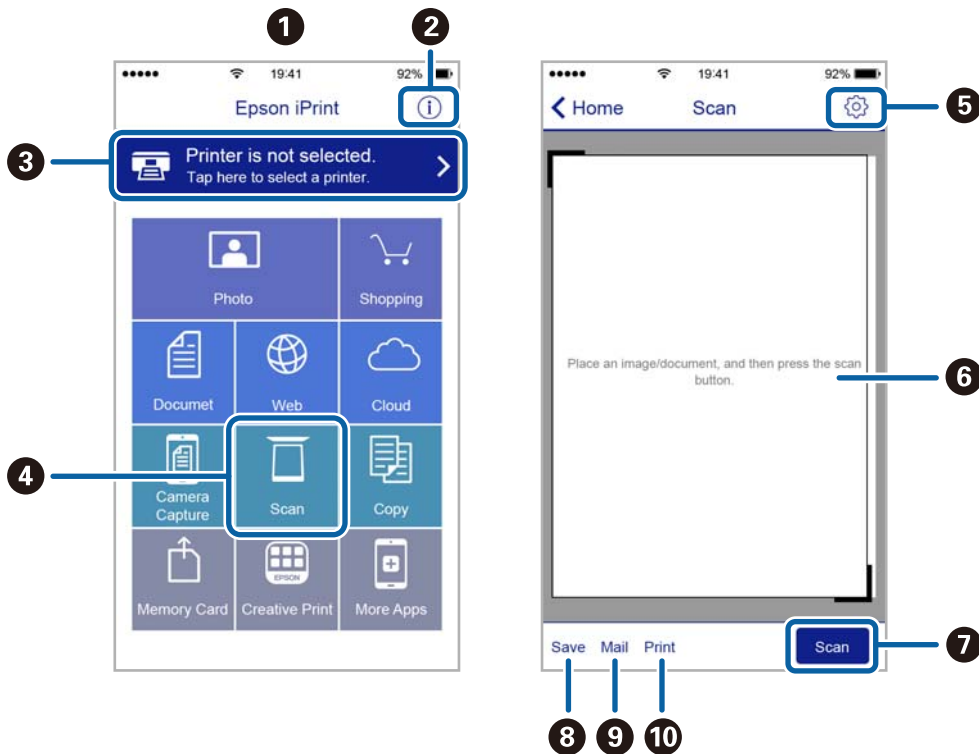 1 2
19:41 92%
Epson iPrint
3
Printer is not selected.
Tap here to select a printer.
Photo Shopping
Documet Web Cloud
4
Camera
Capture
Scan
Copy
Memory Card
EPSON
Creative Print
More Apps
19:41 92%
Home Scan
5
Place an image/document, and then press the scan
button.
6
Save Mail Print Scan
7
8 9 10